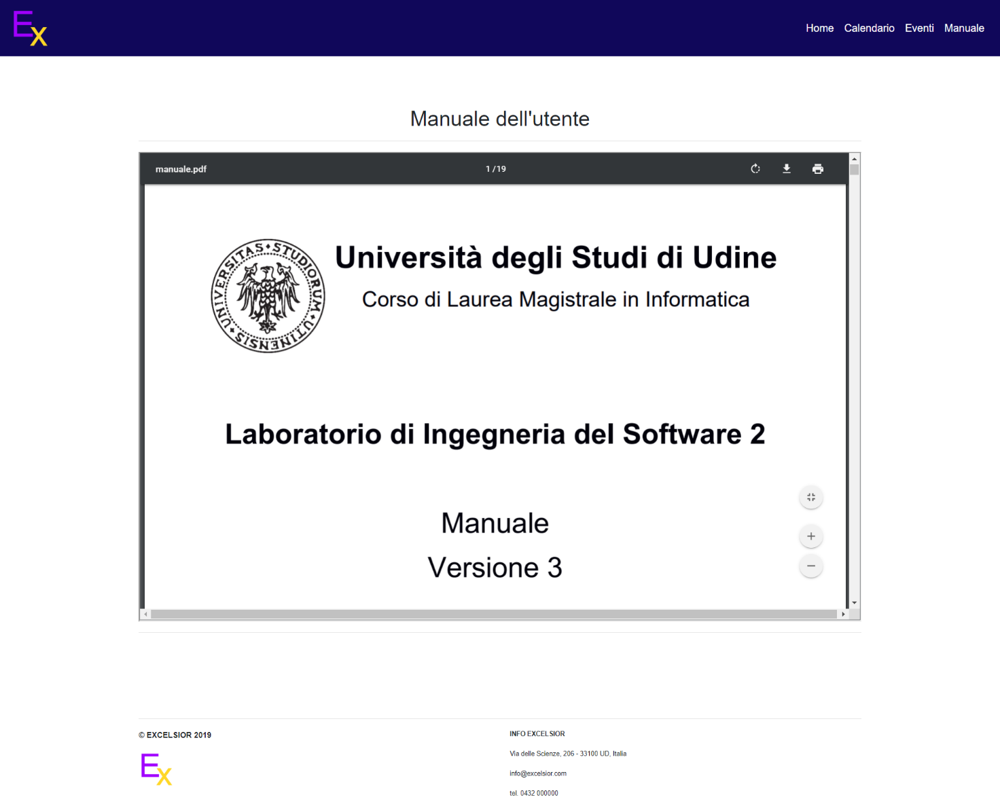 Ex
Home Calendario Eventi Manuale
Manuale dell'utente
manuale.pdf
1 / 19
UNIVERSITAS STUDIORUM UTINENSIS
Università degli Studi di Udine
Corso di Laurea Magistrale in Informatica
Laboratorio di Ingegneria del Software 2
Manuale
Versione 3
© EXCELSIOR 2019
Ex
INFO EXCELSIOR
Via delle Scienze, 206 - 33100 UD, Italia
info@excelsior.com
tel. 0432 000000